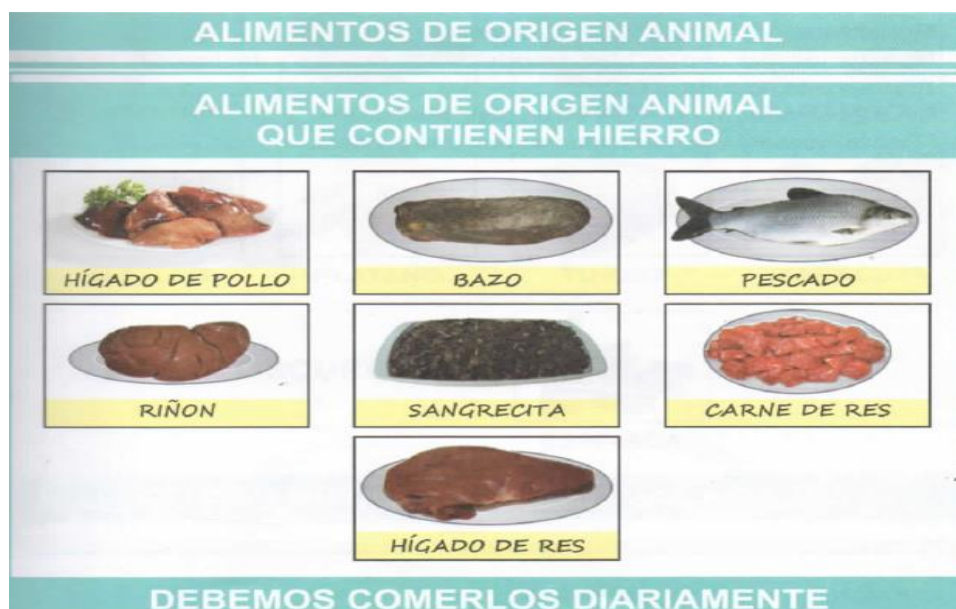 ALIMENTOS DE ORIGEN ANIMAL
ALIMENTOS DE ORIGEN ANIMAL
QUE CONTIENEN HIERRO
HÍGADO DE POLLO
BAZO
PESCADO
RIÑON
SANGRECITA
CARNE DE RES
HÍGADO DE RES
DEBEMOS COMERLOS DIARIAMENTE